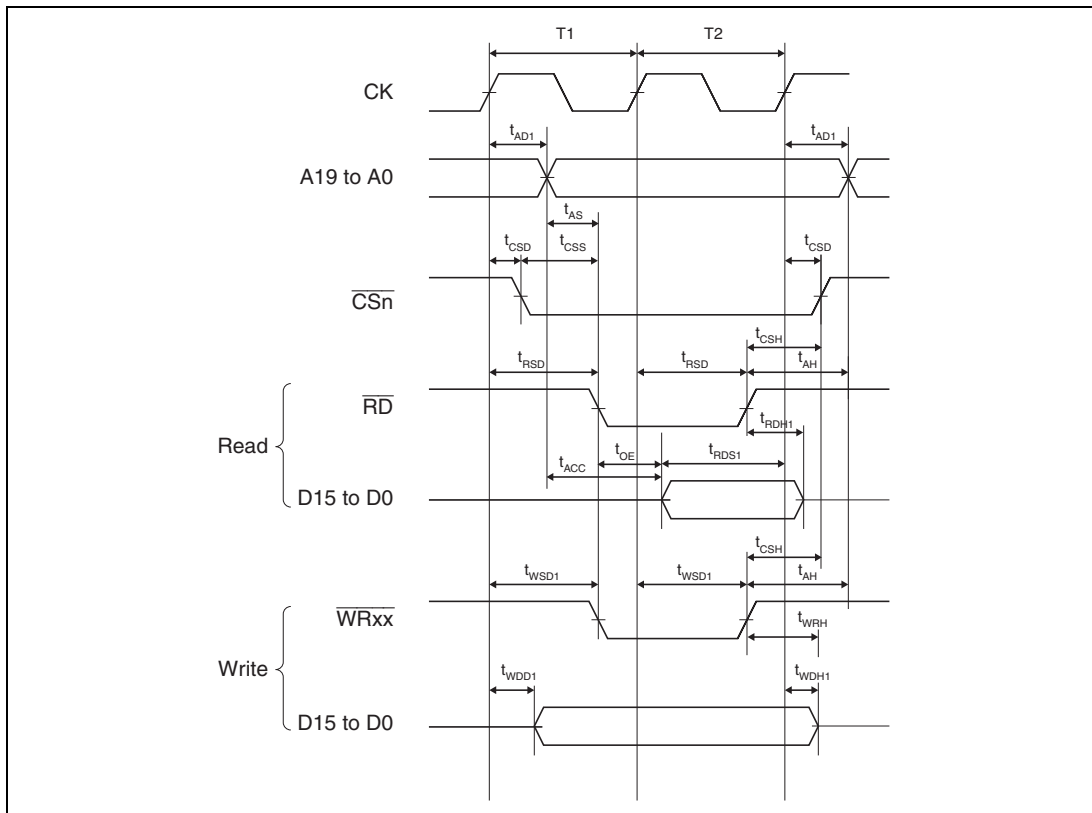 T1 T2
CK
tAD1 tAD1
A19 to A0
tAS
tCSD tCSS tCSD
CSn
tCSH
tRSD tRSD tAH
RD
tRDH1
Read
tOE tRDS1
tACC
D15 to D0
tCSH
tWSD1 tWSD1 tAH
WRxx
tWRH
Write
tWDD1 tWDH1
D15 to D0